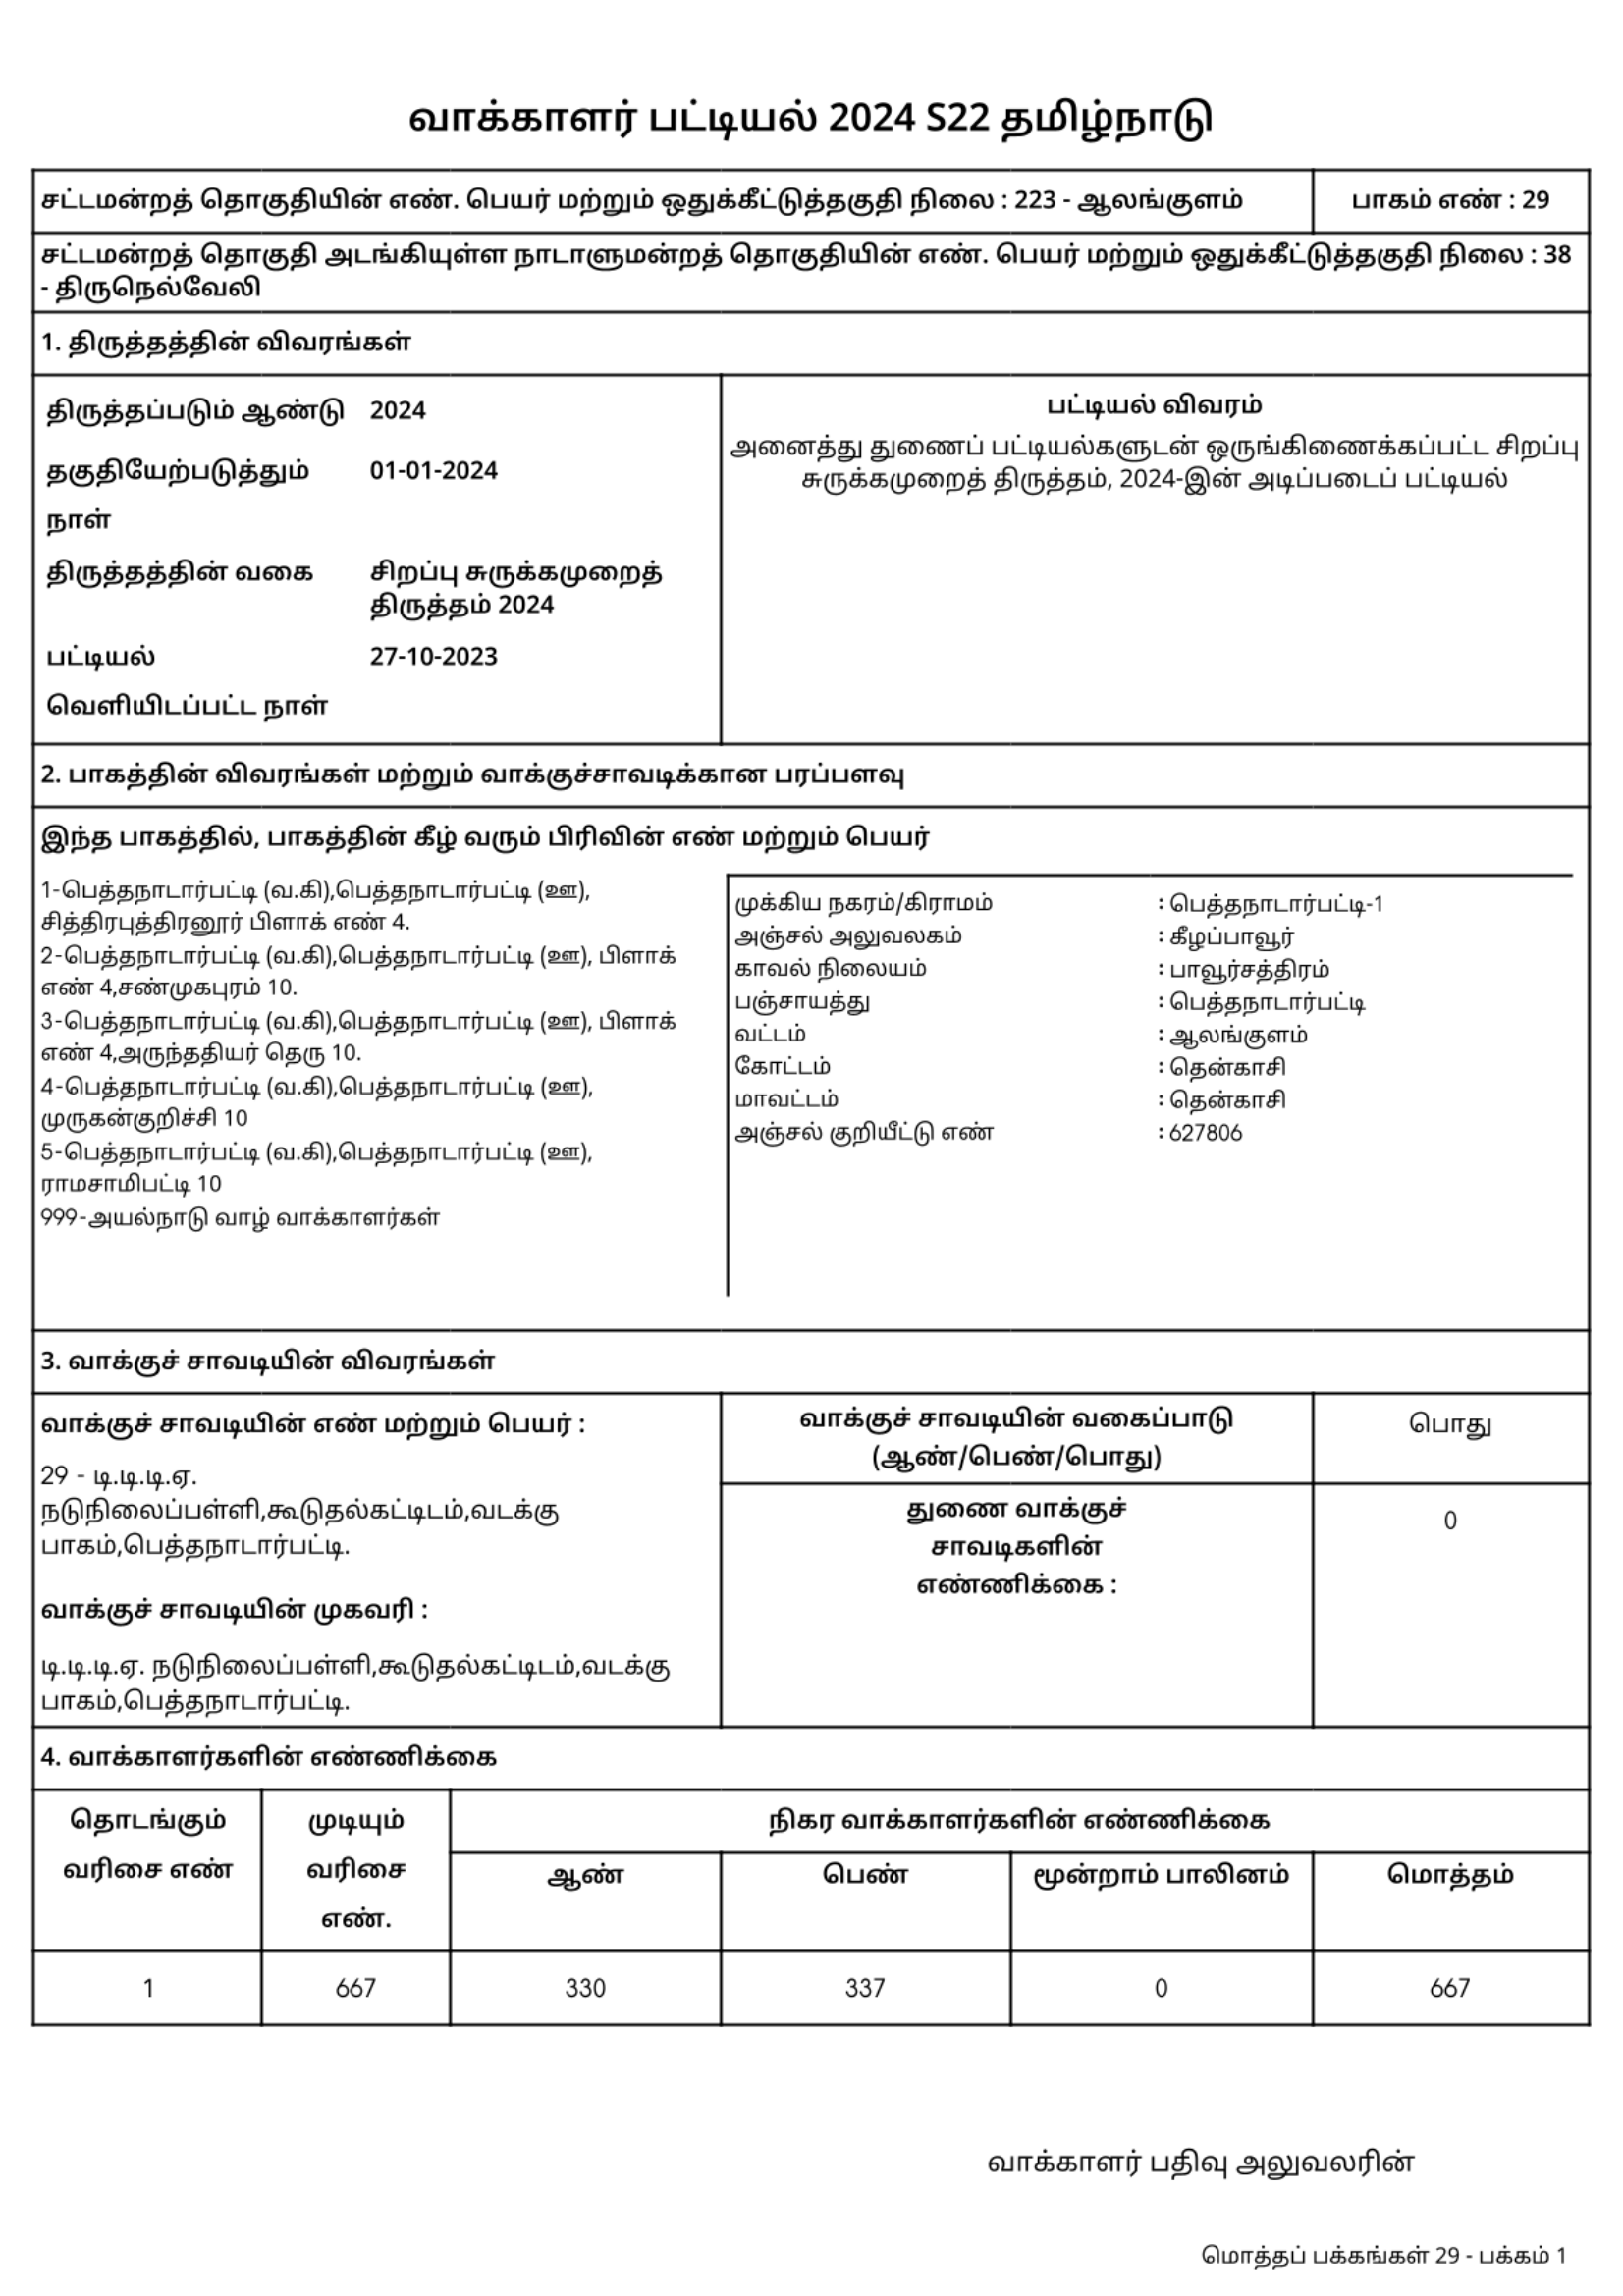 வாக்காளர் பட்டியல் 2024 S22 தமிழ்நாடு
சட்டமன்றத் தொகுதியின் எண். பெயர் மற்றும் ஒதுக்கீட்டுத்தகுதி நிலை : 223 - ஆலங்குளம்
பாகம் எண் : 29
சட்டமன்றத் தொகுதி அடங்கியுள்ள நாடாளுமன்றத் தொகுதியின் எண். பெயர் மற்றும் ஒதுக்கீட்டுத்தகுதி நிலை : 38
- திருநெல்வேலி
1. திருத்தத்தின் விவரங்கள்
திருத்தப்படும் ஆண்டு 2024
தகுதியேற்படுத்தும் 01-01-2024
நாள்
திருத்தத்தின் வகை சிறப்பு சுருக்கமுறைத்
திருத்தம் 2024
பட்டியல் 27-10-2023
வெளியிடப்பட்ட நாள்
பட்டியல் விவரம்
அனைத்து துணைப் பட்டியல்களுடன் ஒருங்கிணைக்கப்பட்ட சிறப்பு
சுருக்கமுறைத் திருத்தம், 2024-இன் அடிப்படைப் பட்டியல்
2. பாகத்தின் விவரங்கள் மற்றும் வாக்குச்சாவடிக்கான பரப்பளவு
இந்த பாகத்தில், பாகத்தின் கீழ் வரும் பிரிவின் எண் மற்றும் பெயர்
1-பெத்தநாடார்பட்டி (வ.கி),பெத்தநாடார்பட்டி (ஊ),
சித்திரபுத்திரனூர் பிளாக் எண் 4.
2-பெத்தநாடார்பட்டி (வ.கி),பெத்தநாடார்பட்டி (ஊ), பிளாக்
எண் 4,சண்முகபுரம் 10.
3-பெத்தநாடார்பட்டி (வ.கி),பெத்தநாடார்பட்டி (ஊ), பிளாக்
எண் 4,அருந்ததியர் தெரு 10.
4-பெத்தநாடார்பட்டி (வ.கி),பெத்தநாடார்பட்டி (ஊ),
முருகன்குறிச்சி 10
5-பெத்தநாடார்பட்டி (வ.கி),பெத்தநாடார்பட்டி (ஊ),
ராமசாமிபட்டி 10
999-அயல்நாடு வாழ் வாக்காளர்கள்
முக்கிய நகரம்/கிராமம் : பெத்தநாடார்பட்டி-1
அஞ்சல் அலுவலகம் : கீழப்பாவூர்
காவல் நிலையம் : பாவூர்சத்திரம்
பஞ்சாயத்து : பெத்தநாடார்பட்டி
வட்டம் : ஆலங்குளம்
கோட்டம் : தென்காசி
மாவட்டம் : தென்காசி
அஞ்சல் குறியீட்டு எண் : 627806
3. வாக்குச் சாவடியின் விவரங்கள்
வாக்குச் சாவடியின் எண் மற்றும் பெயர் :
29 - டி.டி.டி.ஏ.
நடுநிலைப்பள்ளி,கூடுதல்கட்டிடம்,வடக்கு
பாகம்,பெத்தநாடார்பட்டி.
வாக்குச் சாவடியின் முகவரி :
டி.டி.டி.ஏ. நடுநிலைப்பள்ளி,கூடுதல்கட்டிடம்,வடக்கு
பாகம்,பெத்தநாடார்பட்டி.
வாக்குச் சாவடியின் வகைப்பாடு
(ஆண்/பெண்/பொது)
பொது
துணை வாக்குச்
சாவடிகளின்
எண்ணிக்கை :
0
4. வாக்காளர்களின் எண்ணிக்கை
தொடங்கும்
வரிசை எண்
முடியும்
வரிசை
எண்.
நிகர வாக்காளர்களின் எண்ணிக்கை
ஆண் பெண் மூன்றாம் பாலினம் மொத்தம்
1 667 330 337 0 667
வாக்காளர் பதிவு அலுவலரின்
மொத்தப் பக்கங்கள் 29 - பக்கம் 1